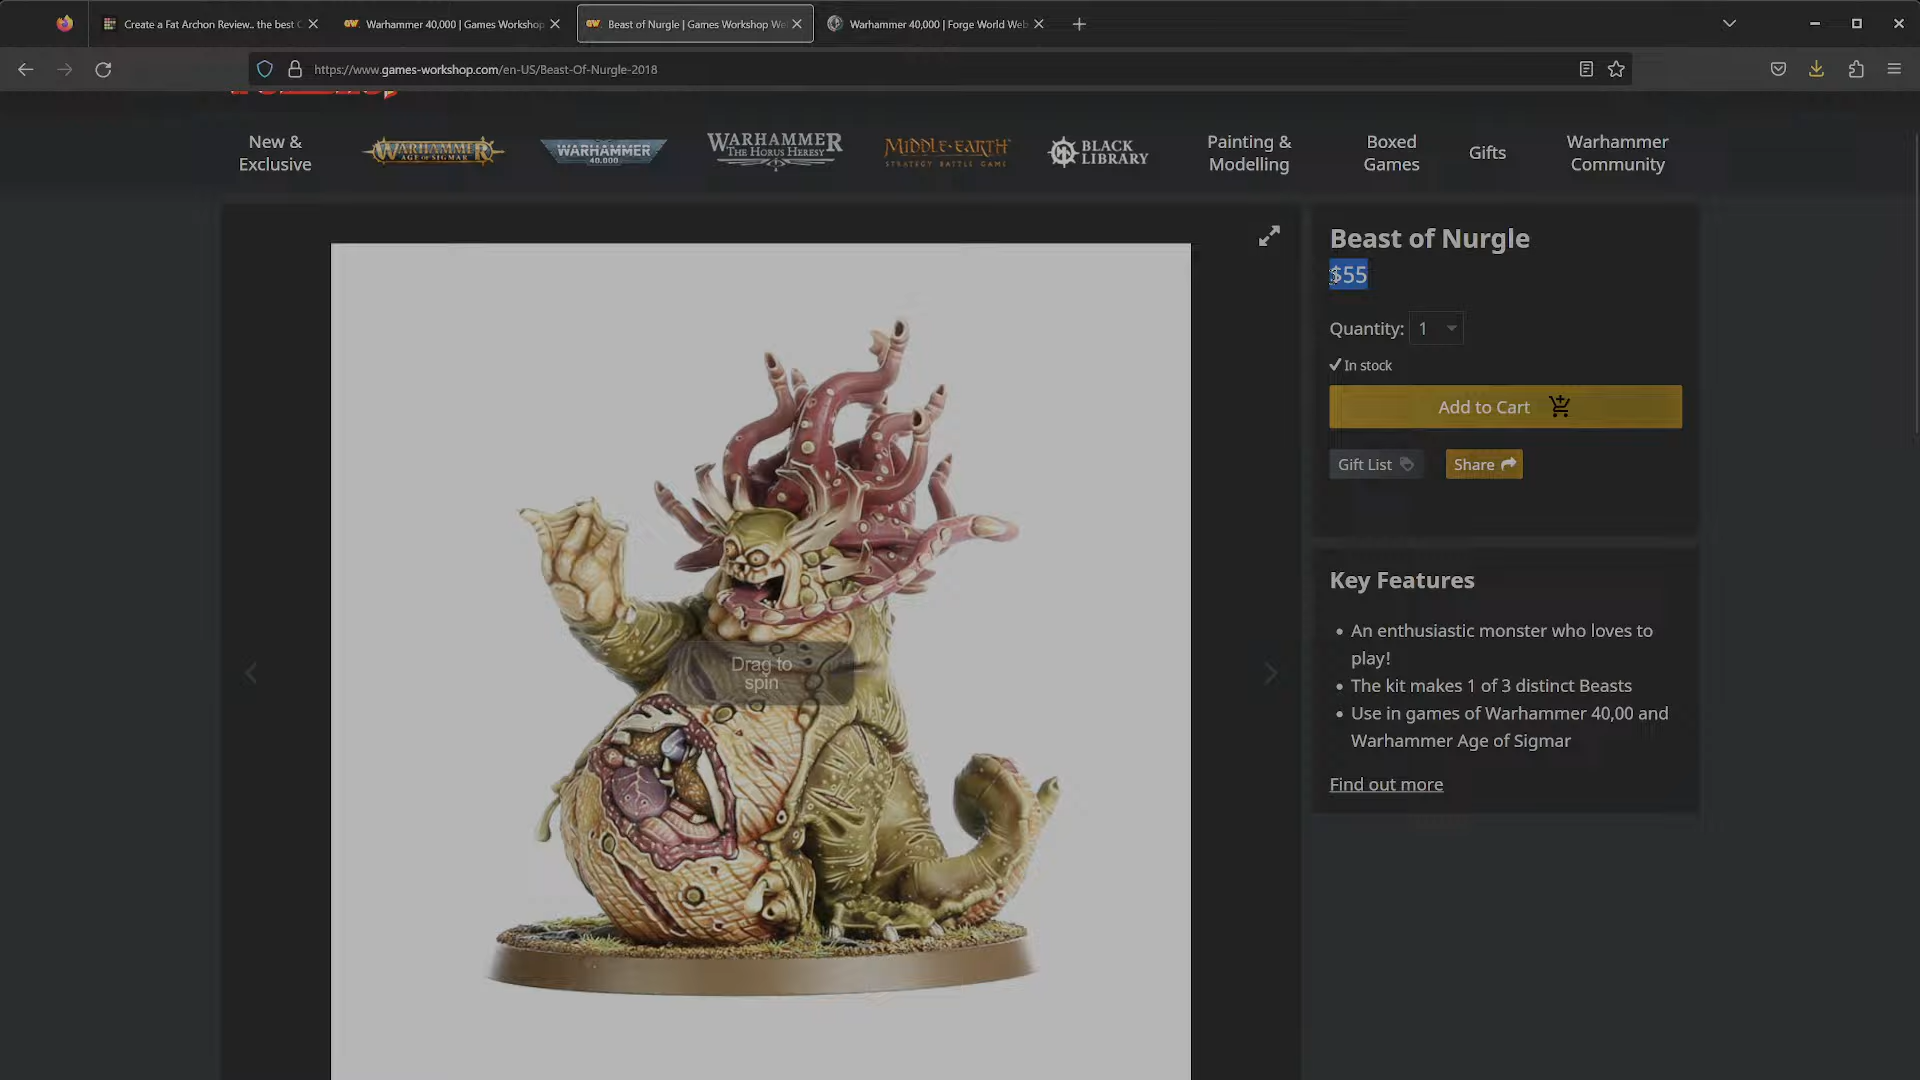 Create a Fat Archon Review.. the best
Warhammer 40,000 | Games Workshop
Beast of Nurgle | Games Workshop We
Warhammer 40,000 | Forge World Web
https://www.games-workshop.com/en-US/Beast-Of-Nurgle-2018
New &
Exclusive
WARHAMMER
AGE OF SIGMAR
WARHAMMER
40,000
WARHAMMER
THE HORUS HERESY
MIDDLE-EARTH
STRATEGY BATTLE GAME
BLACK
LIBRARY
Painting &
Modelling
Boxed
Games
Gifts
Warhammer
Community
Beast of Nurgle
$55
Quantity: 1
In stock
Add to Cart
Gift List
Share
Drag to
spin
Key Features
• An enthusiastic monster who loves to
play!
• The kit makes 1 of 3 distinct Beasts
• Use in games of Warhammer 40,00 and
Warhammer Age of Sigmar
Find out more